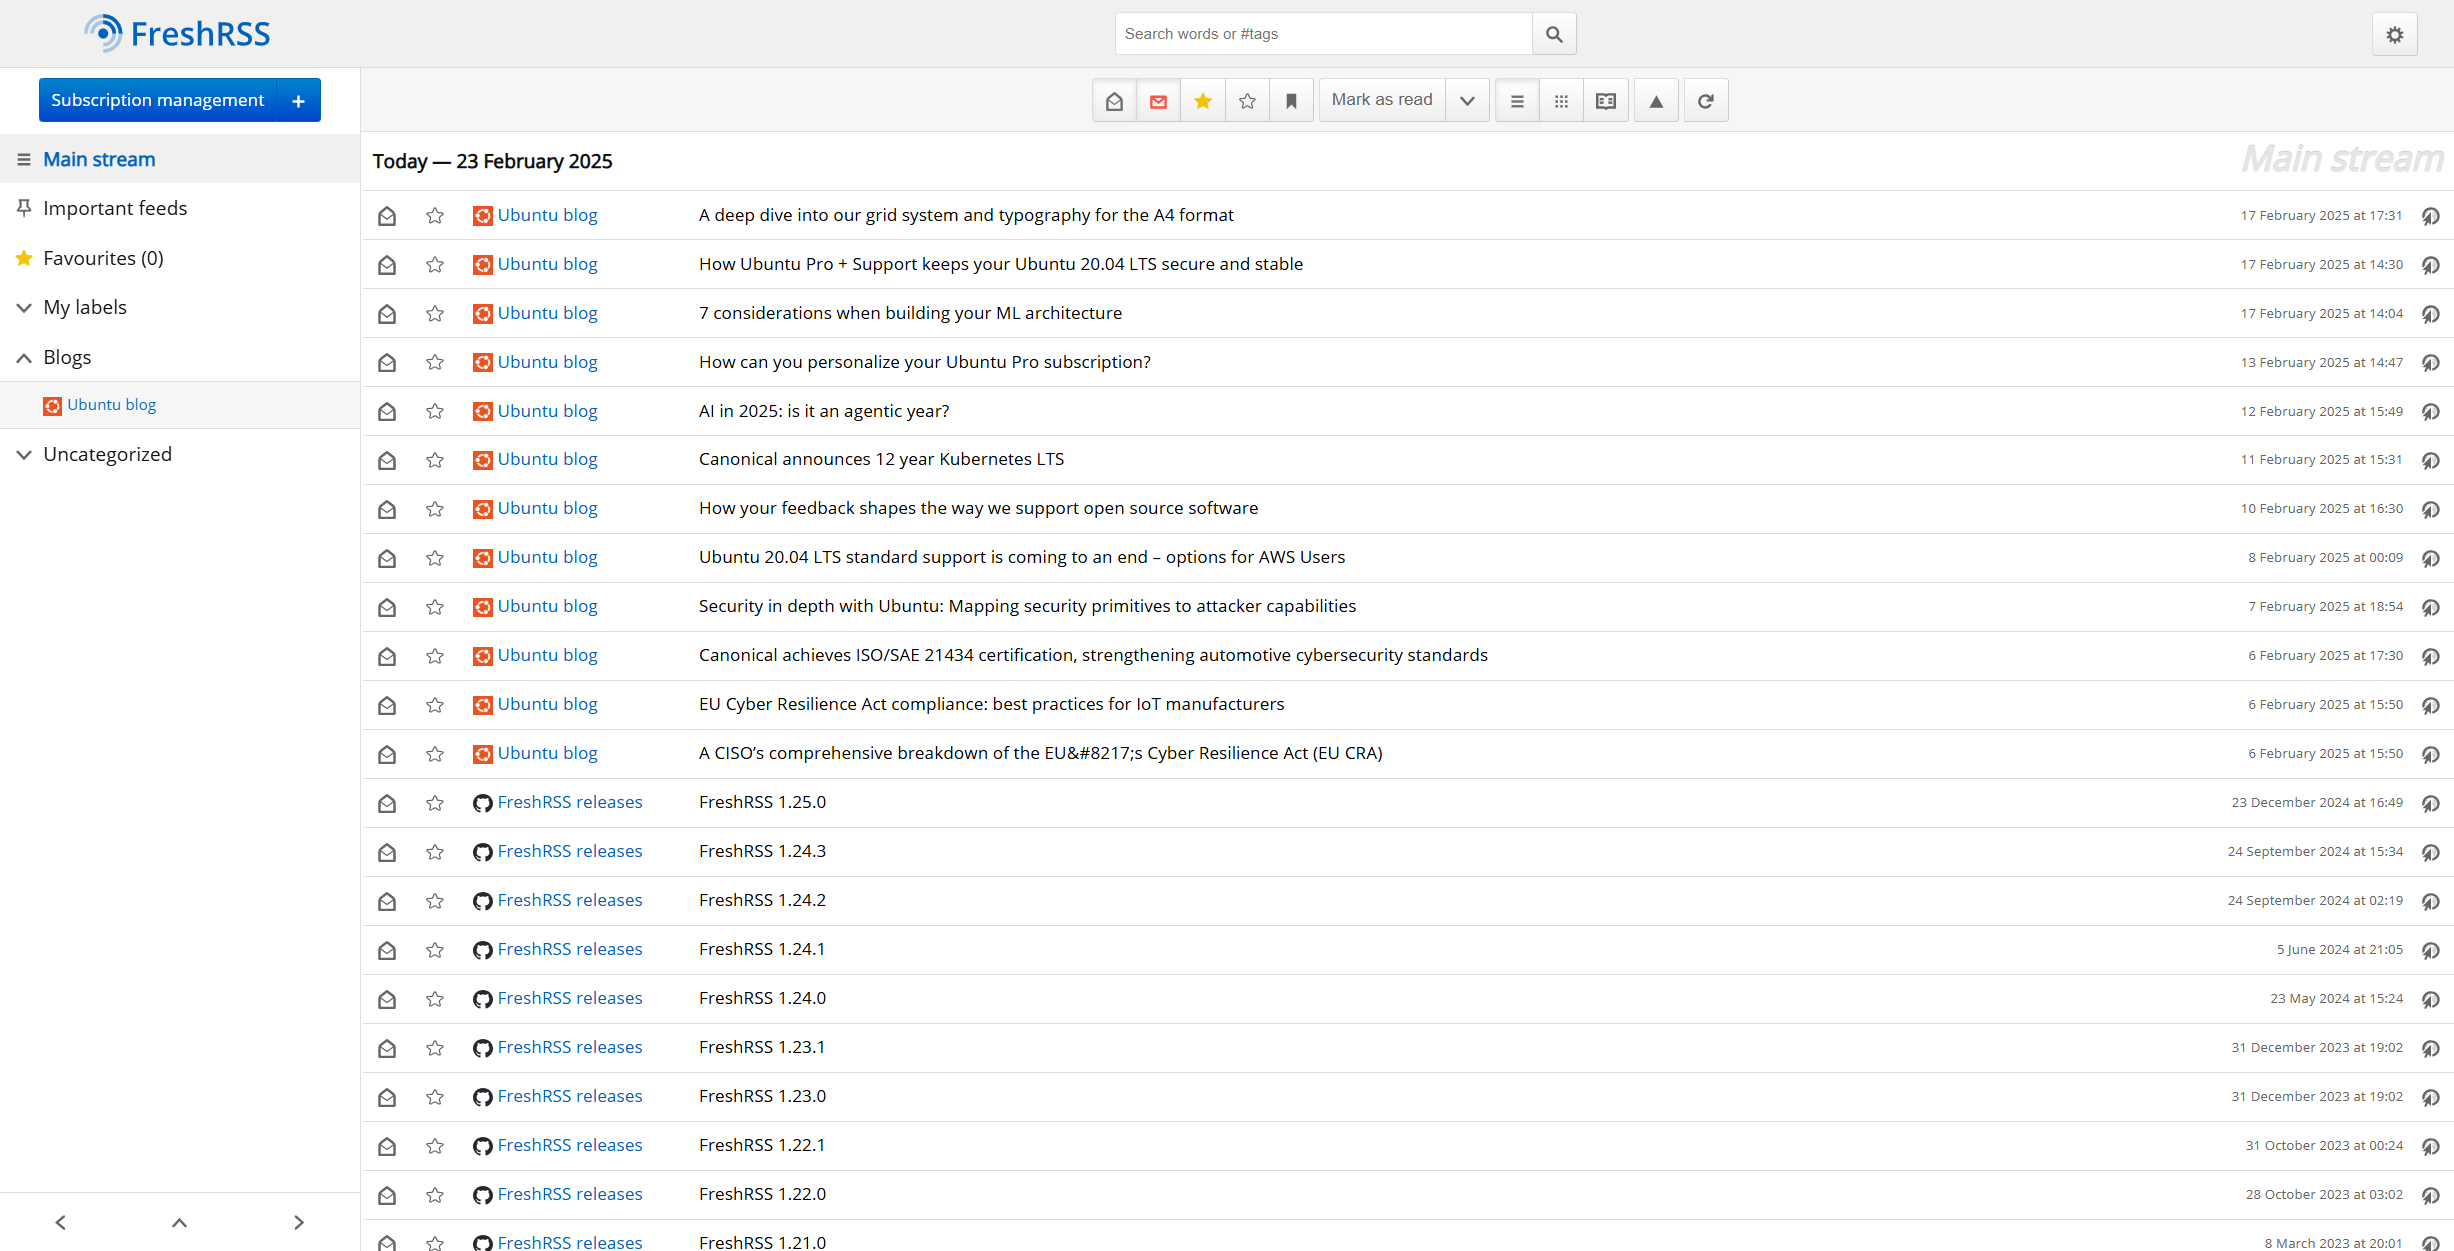 FreshRSS
Search words or #tags
Subscription management +
Mark as read
Main stream
Important feeds
Favourites (0)
My labels
Blogs
Ubuntu blog
Uncategorized
Today — 23 February 2025 Main stream
Ubuntu blog A deep dive into our grid system and typography for the A4 format 17 February 2025 at 17:31
Ubuntu blog How Ubuntu Pro + Support keeps your Ubuntu 20.04 LTS secure and stable 17 February 2025 at 14:30
Ubuntu blog 7 considerations when building your ML architecture 17 February 2025 at 14:04
Ubuntu blog How can you personalize your Ubuntu Pro subscription? 13 February 2025 at 14:47
Ubuntu blog AI in 2025: is it an agentic year? 12 February 2025 at 15:49
Ubuntu blog Canonical announces 12 year Kubernetes LTS 11 February 2025 at 15:31
Ubuntu blog How your feedback shapes the way we support open source software 10 February 2025 at 16:30
Ubuntu blog Ubuntu 20.04 LTS standard support is coming to an end – options for AWS Users 8 February 2025 at 00:09
Ubuntu blog Security in depth with Ubuntu: Mapping security primitives to attacker capabilities 7 February 2025 at 18:54
Ubuntu blog Canonical achieves ISO/SAE 21434 certification, strengthening automotive cybersecurity standards 6 February 2025 at 17:30
Ubuntu blog EU Cyber Resilience Act compliance: best practices for IoT manufacturers 6 February 2025 at 15:50
Ubuntu blog A CISO’s comprehensive breakdown of the EU&#8217;s Cyber Resilience Act (EU CRA) 6 February 2025 at 15:50
FreshRSS releases FreshRSS 1.25.0 23 December 2024 at 16:49
FreshRSS releases FreshRSS 1.24.3 24 September 2024 at 15:34
FreshRSS releases FreshRSS 1.24.2 24 September 2024 at 02:19
FreshRSS releases FreshRSS 1.24.1 5 June 2024 at 21:05
FreshRSS releases FreshRSS 1.24.0 23 May 2024 at 15:24
FreshRSS releases FreshRSS 1.23.1 31 December 2023 at 19:02
FreshRSS releases FreshRSS 1.23.0 31 December 2023 at 19:02
FreshRSS releases FreshRSS 1.22.1 31 October 2023 at 00:24
FreshRSS releases FreshRSS 1.22.0 28 October 2023 at 03:02
FreshRSS releases FreshRSS 1.21.0 8 March 2023 at 20:01